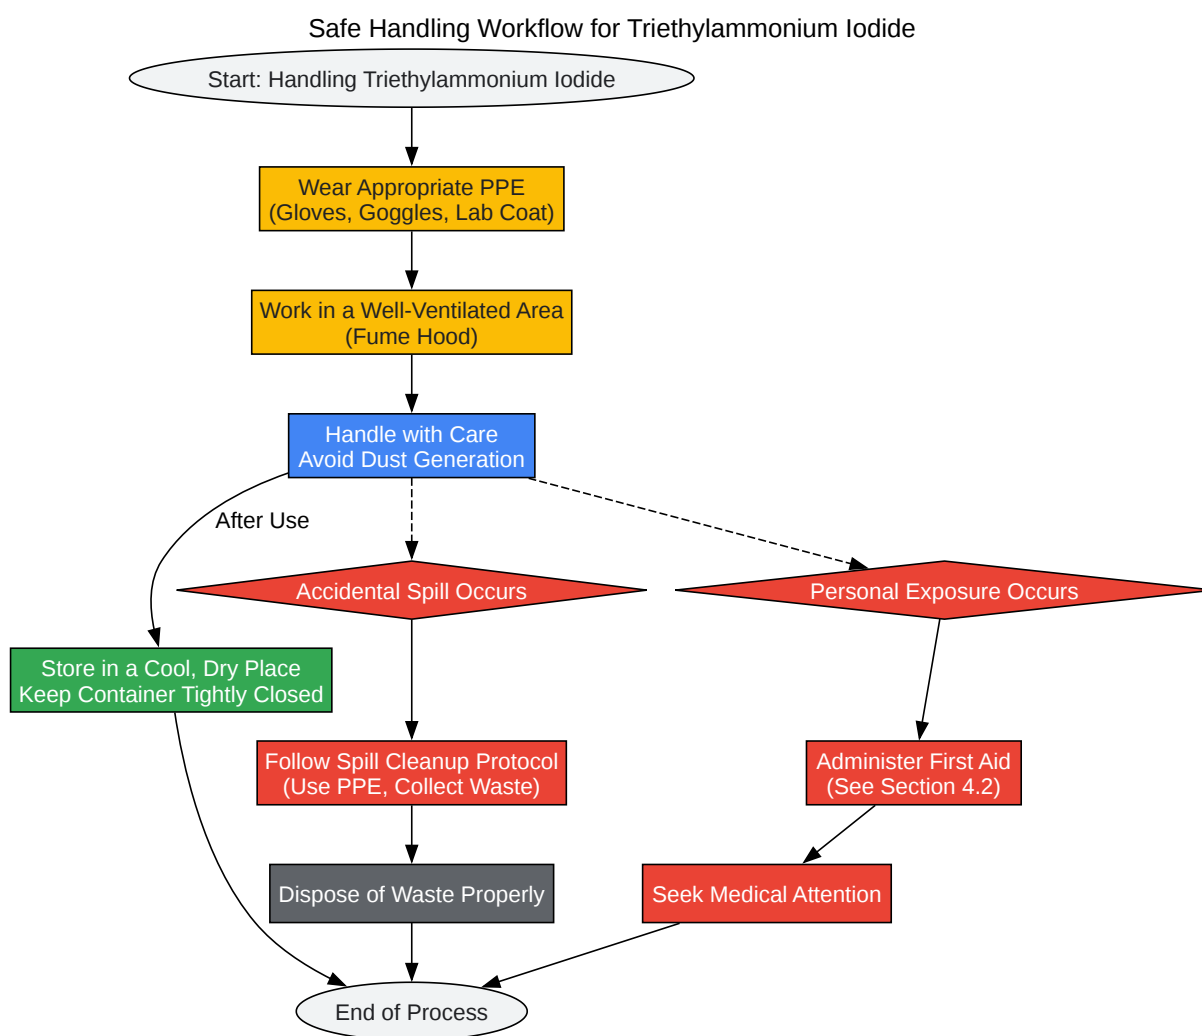 Safe Handling Workflow for Triethylammonium Iodide
Start: Handling Triethylammonium Iodide
Wear Appropriate PPE
(Gloves, Goggles, Lab Coat)
Work in a Well-Ventilated Area
(Fume Hood)
Handle with Care
Avoid Dust Generation
After Use
Accidental Spill Occurs
Personal Exposure Occurs
Store in a Cool, Dry Place
Keep Container Tightly Closed
Follow Spill Cleanup Protocol
(Use PPE, Collect Waste)
Administer First Aid
(See Section 4.2)
Dispose of Waste Properly
Seek Medical Attention
End of Process